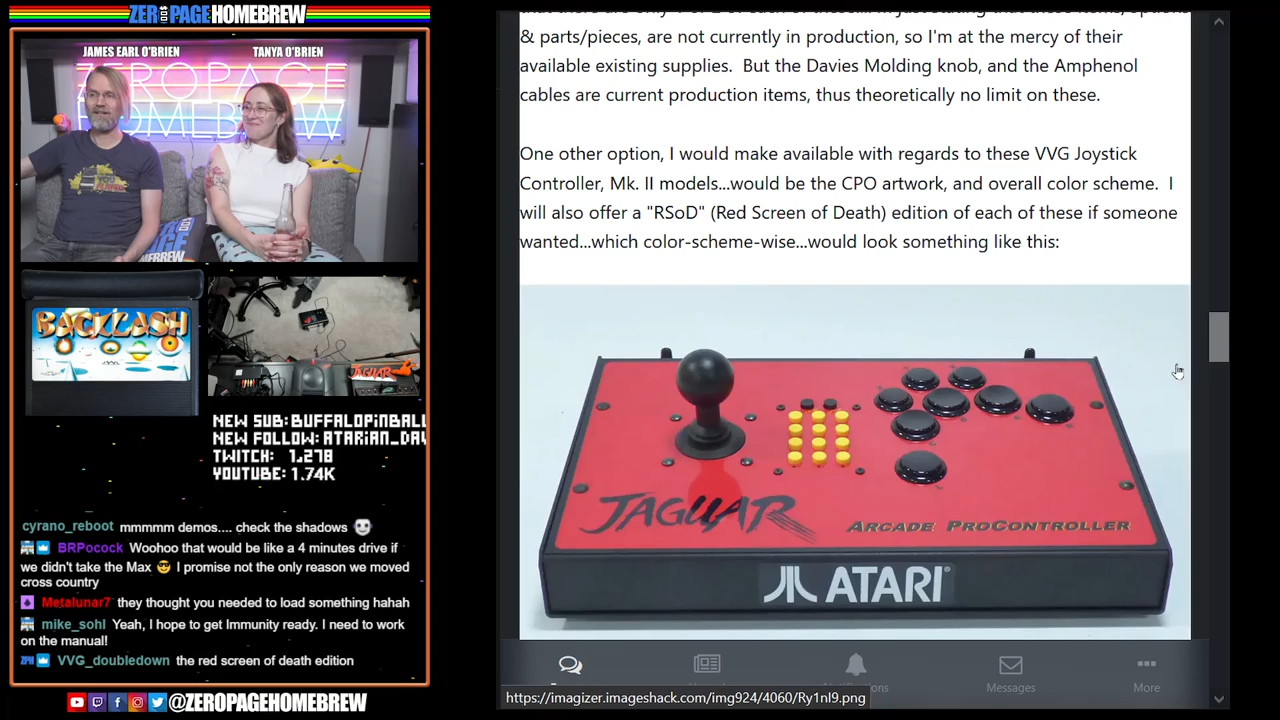 ZEROPAGEHOMEBREW
JAMES EARL O'BRIEN
TANYA O'BRIEN
ZEROPAGE
HOMEBREW
BACKLASH
JAGUAR
NEW SUB:BUFFALOPINBALL
NEW FOLLOW:ATARIAN_DAV
TWITCH: 1,278
YOUTUBE: 1.74K
cyrano_reboot mmmmm demos.... check the shadows
BRPocock Woohoo that would be like a 4 minutes drive if
we didn't take the Max I promise not the only reason we moved
cross country
Metalunar7 they thought you needed to load something hahah
mike_sohl Yeah, I hope to get Immunity ready. I need to work
on the manual!
VVG_doubledown the red screen of death edition
@ZEROPAGEHOMEBREW
& parts/pieces, are not currently in production, so I'm at the mercy of their
available existing supplies. But the Davies Molding knob, and the Amphenol
cables are current production items, thus theoretically no limit on these.
One other option, I would make available with regards to these VVG Joystick
Controller, Mk. II models...would be the CPO artwork, and overall color scheme. I
will also offer a "RSoD" (Red Screen of Death) edition of each of these if someone
wanted...which color-scheme-wise...would look something like this:
JAGUAR
ARCADE PROCONTROLLER
ATARI®
Messages
More
https://imagizer.imageshack.com/img924/4060/Ry1nI9.png